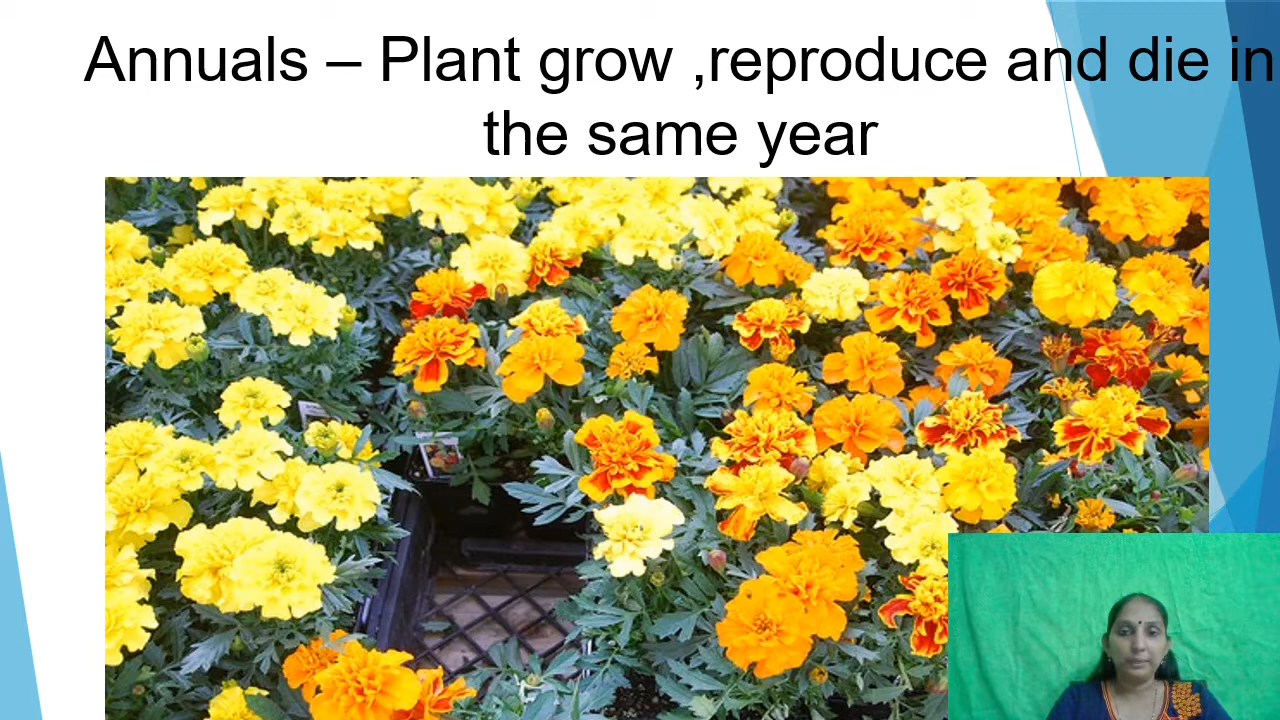 Annuals – Plant grow ,reproduce and die in
the same year